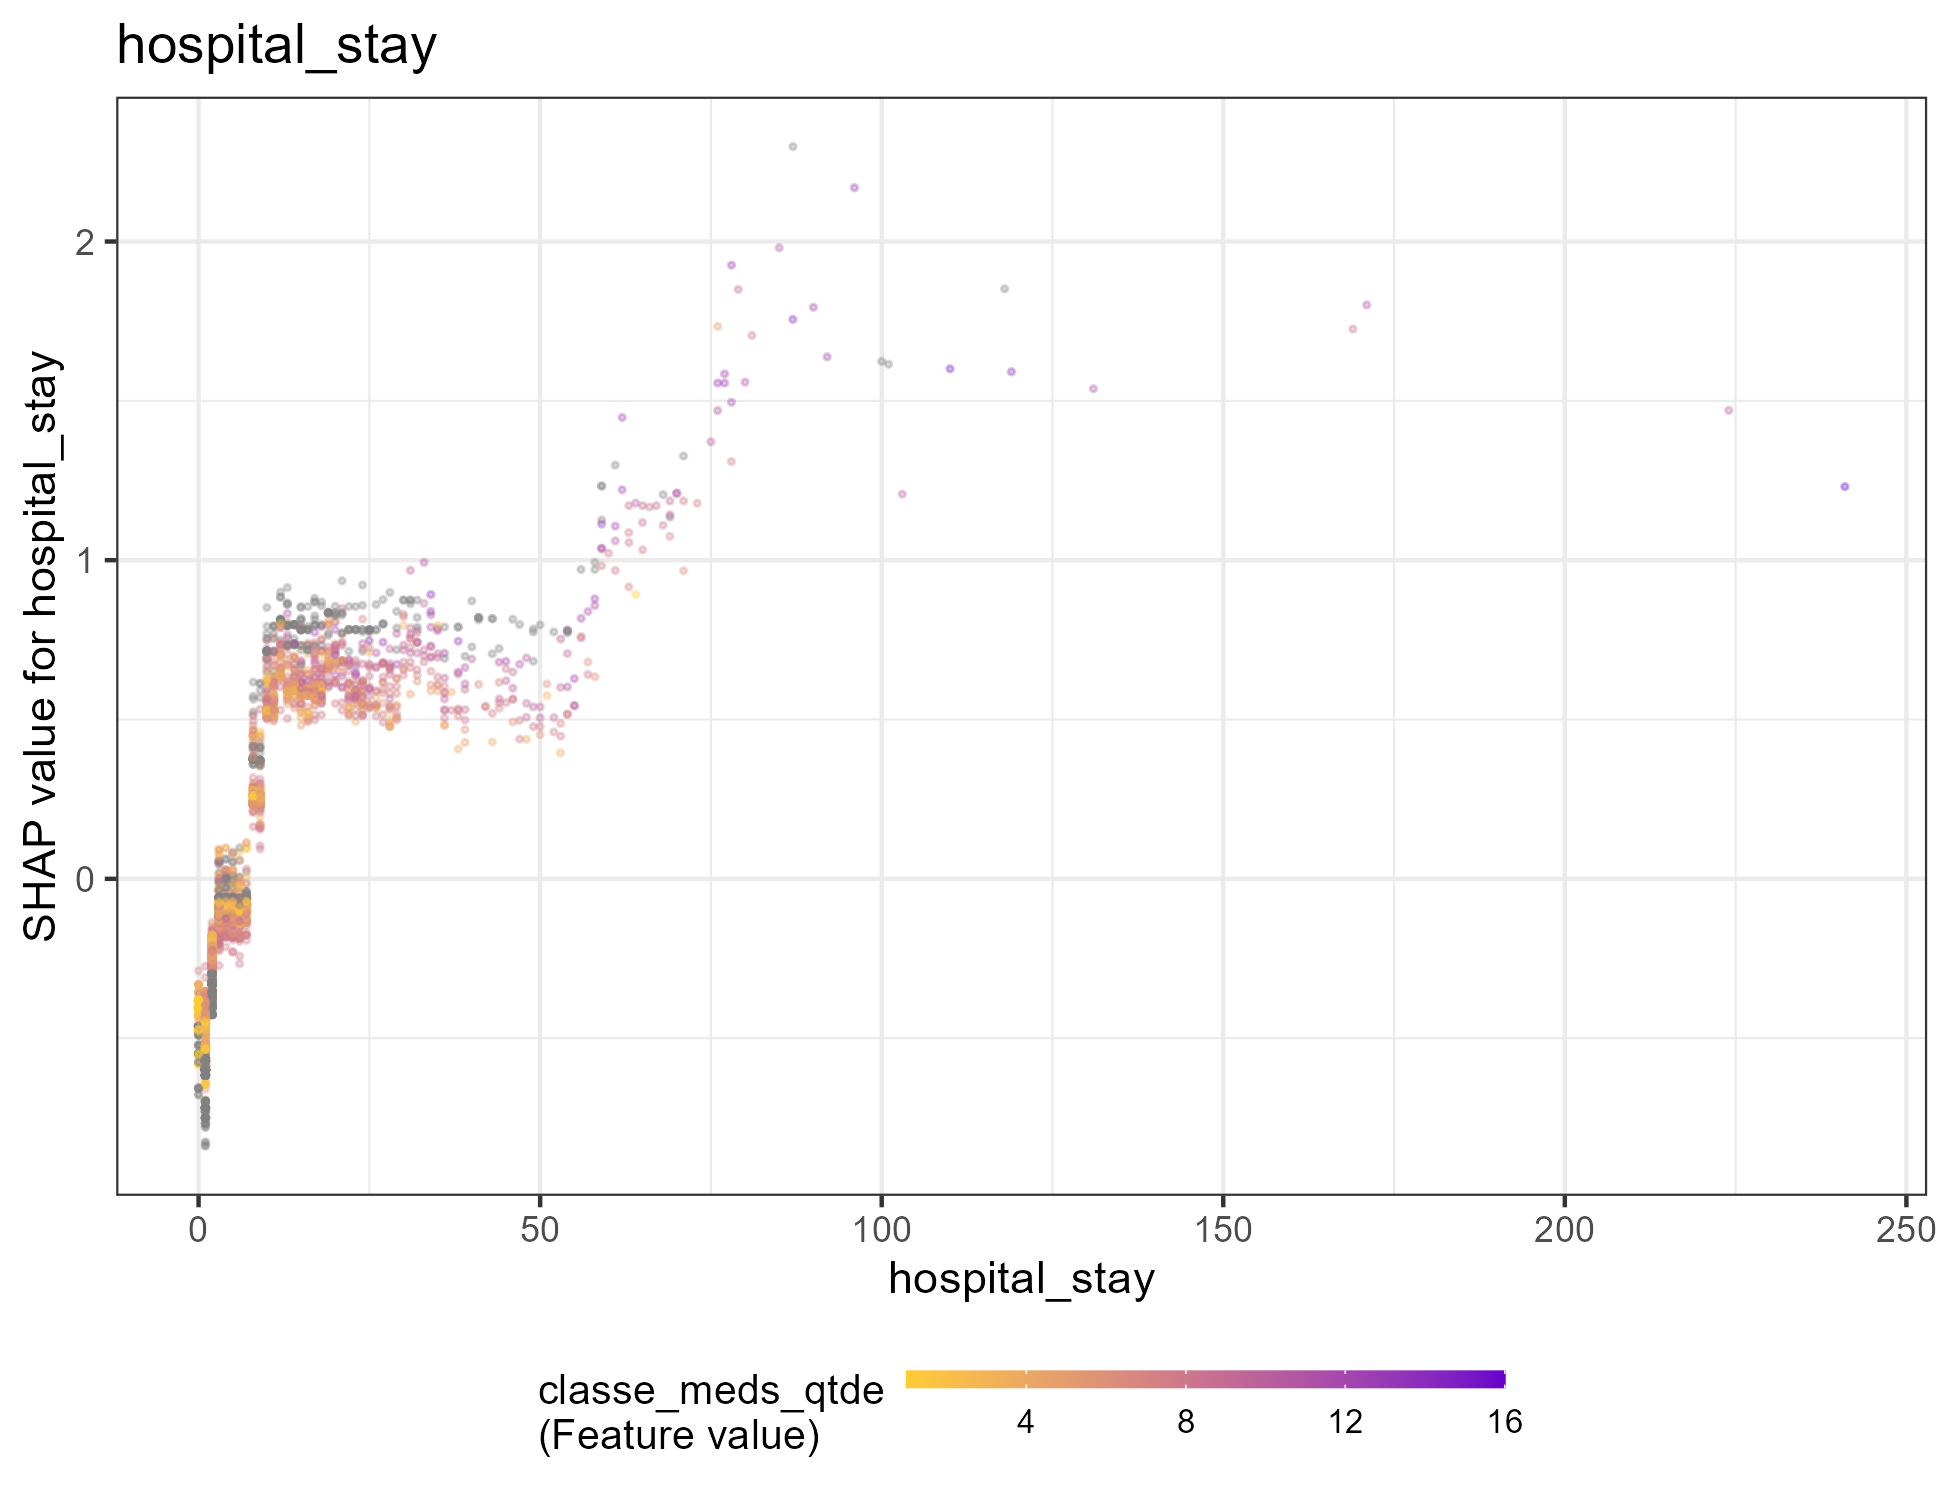 hospital_stay
SHAP value for hospital_stay
2
1
0
0 50 100 150 200 250
hospital_stay
classe_meds_qtde
(Feature value)
4 8 12 16